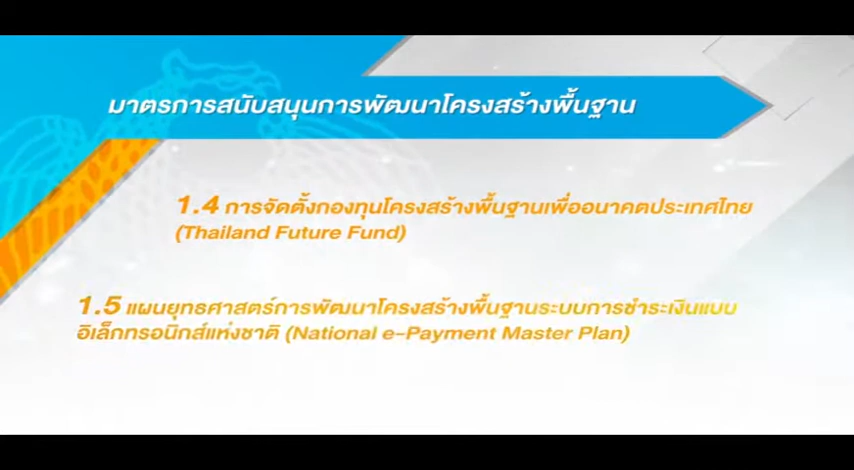 มาตรการสนับสนุนการพัฒนาโครงสร้างพื้นฐาน
1.4 การจัดตั้งกองทุนโครงสร้างพื้นฐานเพื่ออนาคตประเทศไทย
(Thailand Future Fund)
1.5 แผนยุทธศาสตร์การพัฒนาโครงสร้างพื้นฐานระบบการชำระเงินแบบ
อิเล็กทรอนิกส์แห่งชาติ (National e-Payment Master Plan)